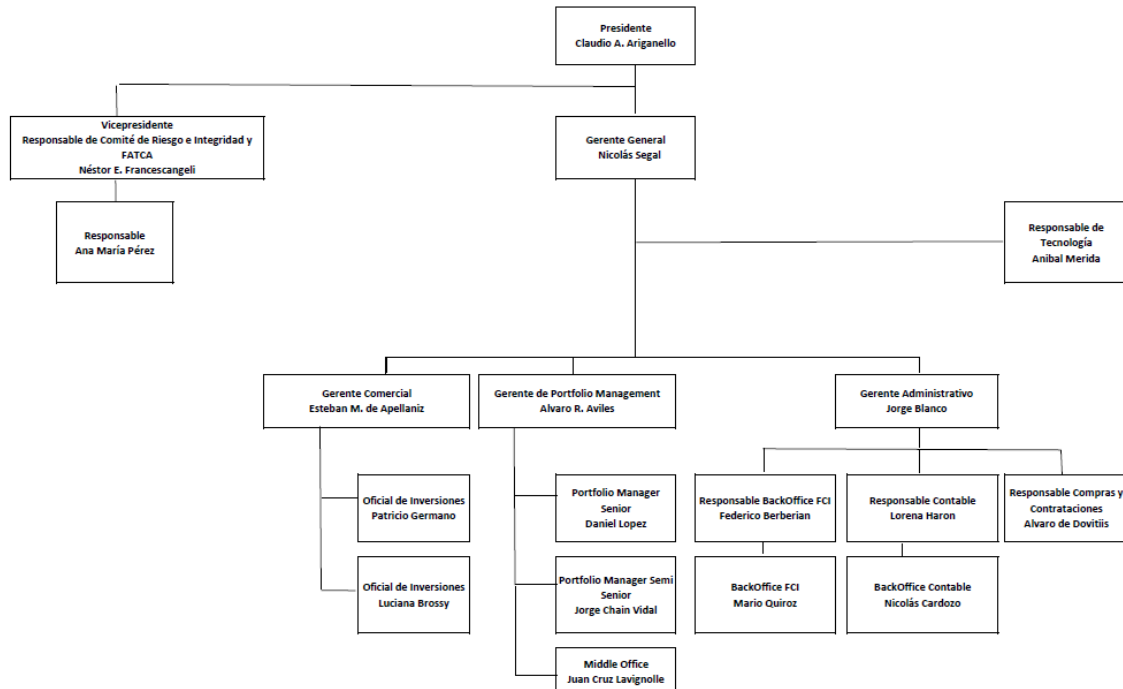 Presidente
Claudio A. Ariganello
Vicepresidente
Responsable de Comité de Riesgo e Integridad y
FATCA
Néstor E. Francescangeli
Gerente General
Nicolás Segal
Responsable
Ana María Pérez
Responsable de
Tecnología
Anibal Merida
Gerente Comercial
Esteban M. de Apellaniz
Gerente de Portfolio Management
Alvaro R. Aviles
Gerente Administrativo
Jorge Blanco
Oficial de Inversiones
Patricio Germano
Portfolio Manager
Senior
Daniel Lopez
Responsable BackOffice FCI
Federico Berberian
Responsable Contable
Lorena Haron
Responsable Compras y
Contrataciones
Alvaro de Dovitiis
Oficial de Inversiones
Luciana Brossy
Portfolio Manager Semi
Senior
Jorge Chain Vidal
BackOffice FCI
Mario Quiroz
BackOffice Contable
Nicolás Cardozo
Middle Office
Juan Cruz Lavignolle